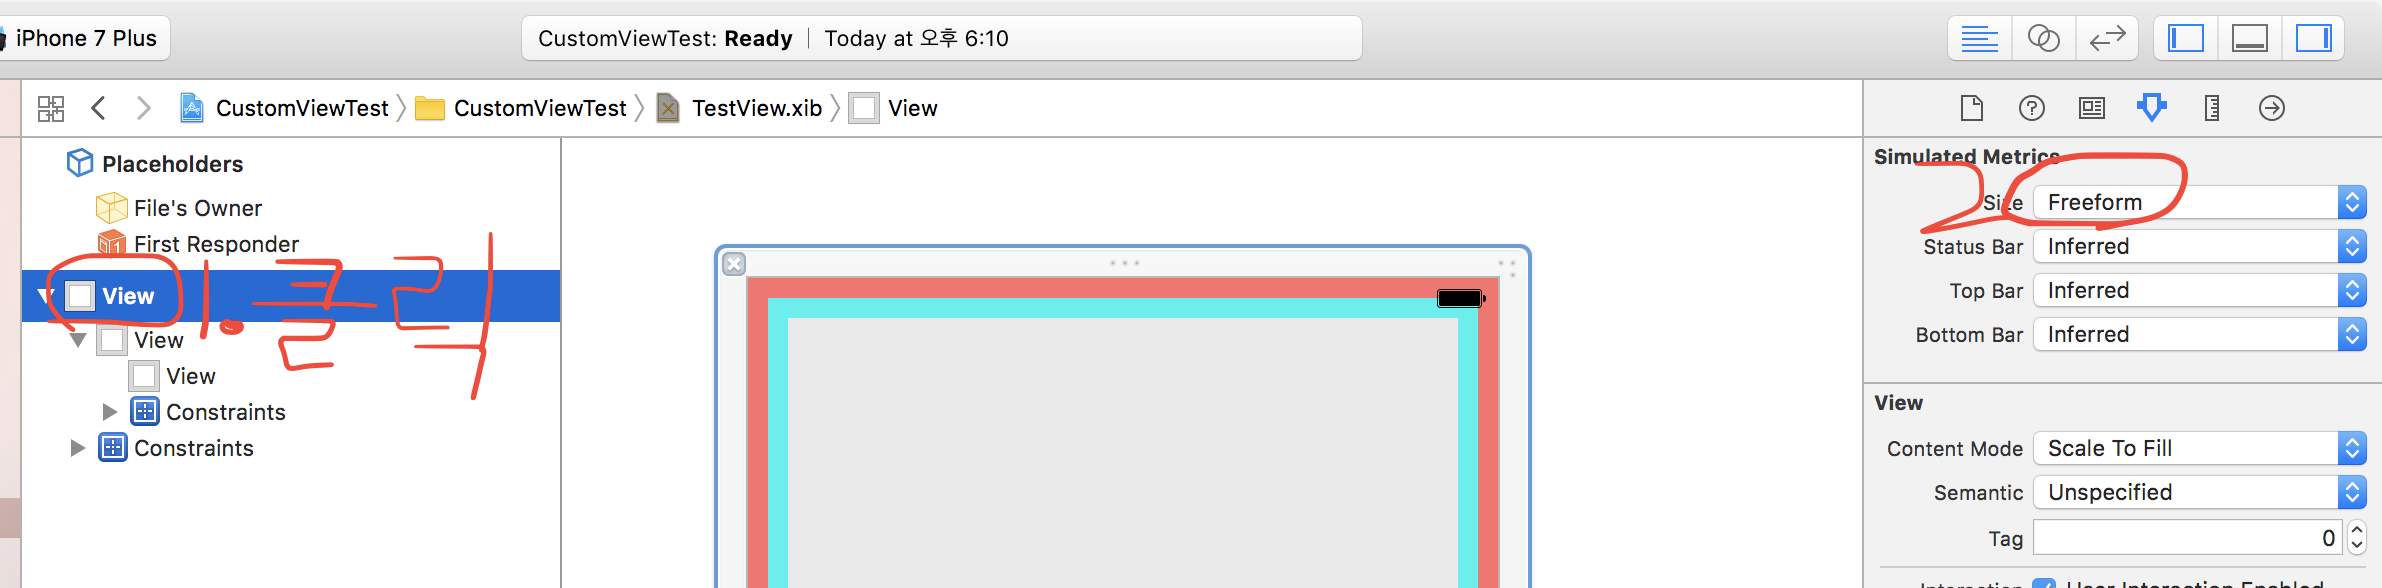 iPhone 7 Plus
CustomViewTest: Ready
Today at 오후 6:10
CustomViewTest
CustomViewTest
TestView.xib
View
Placeholders
File's Owner
First Responder
View
1. 클릭
View
View
Constraints
Constraints
Simulated Metrics
2
Size Freeform
Status Bar Inferred
Top Bar Inferred
Bottom Bar Inferred
View
Content Mode Scale To Fill
Semantic Unspecified
Tag 0
Interaction User Interaction Enabled